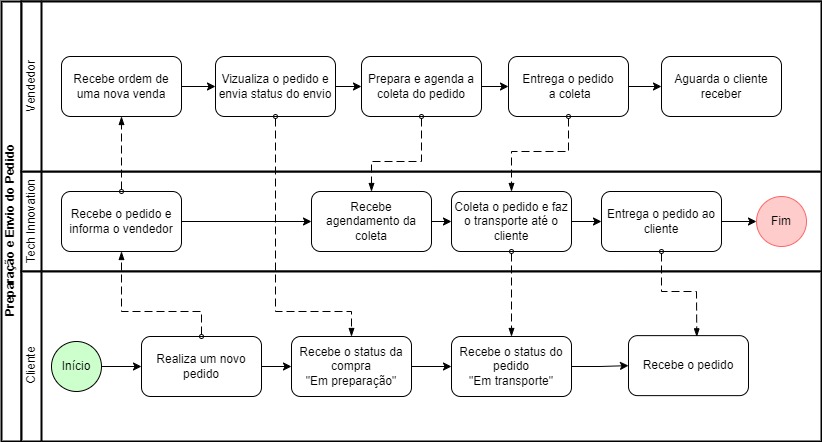 Preparação e Envio do Pedido
Vendedor
Recebe ordem de
uma nova venda
Vizualiza o pedido e
envia status do envio
Prepara e agenda a
coleta do pedido
Entrega o pedido
a coleta
Aguarda o cliente
receber
Tech Innovation
Recebe o pedido e
informa o vendedor
Recebe
agendamento da
coleta
Coleta o pedido e faz
o transporte até o
cliente
Entrega o pedido ao
cliente
Fim
Cliente
Início
Realiza um novo
pedido
Recebe o status da
compra
"Em preparação"
Recebe o status do
pedido
"Em transporte"
Recebe o pedido